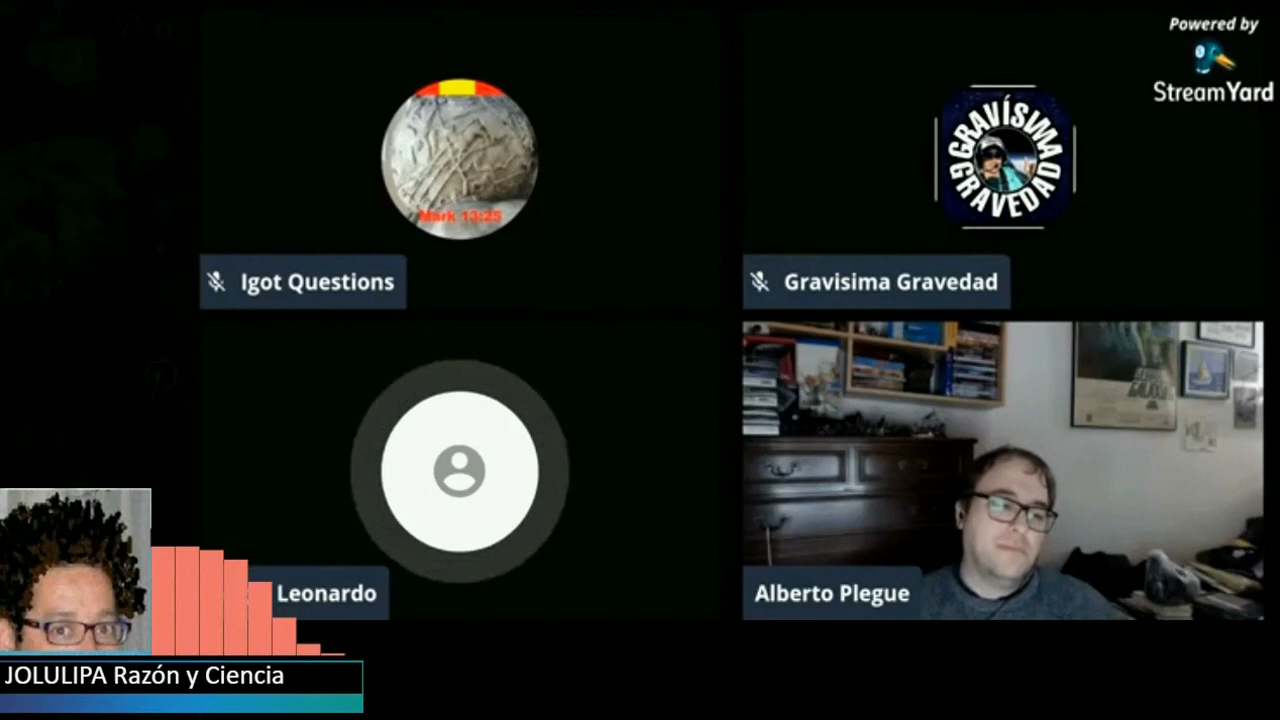 Powered by
StreamYard
GRAVÍSIMA
GRAVEDAD
Mark 13:25
Igot Questions
Gravisima Gravedad
Leonardo
Alberto Plegue
JOLULIPA Razón y Ciencia